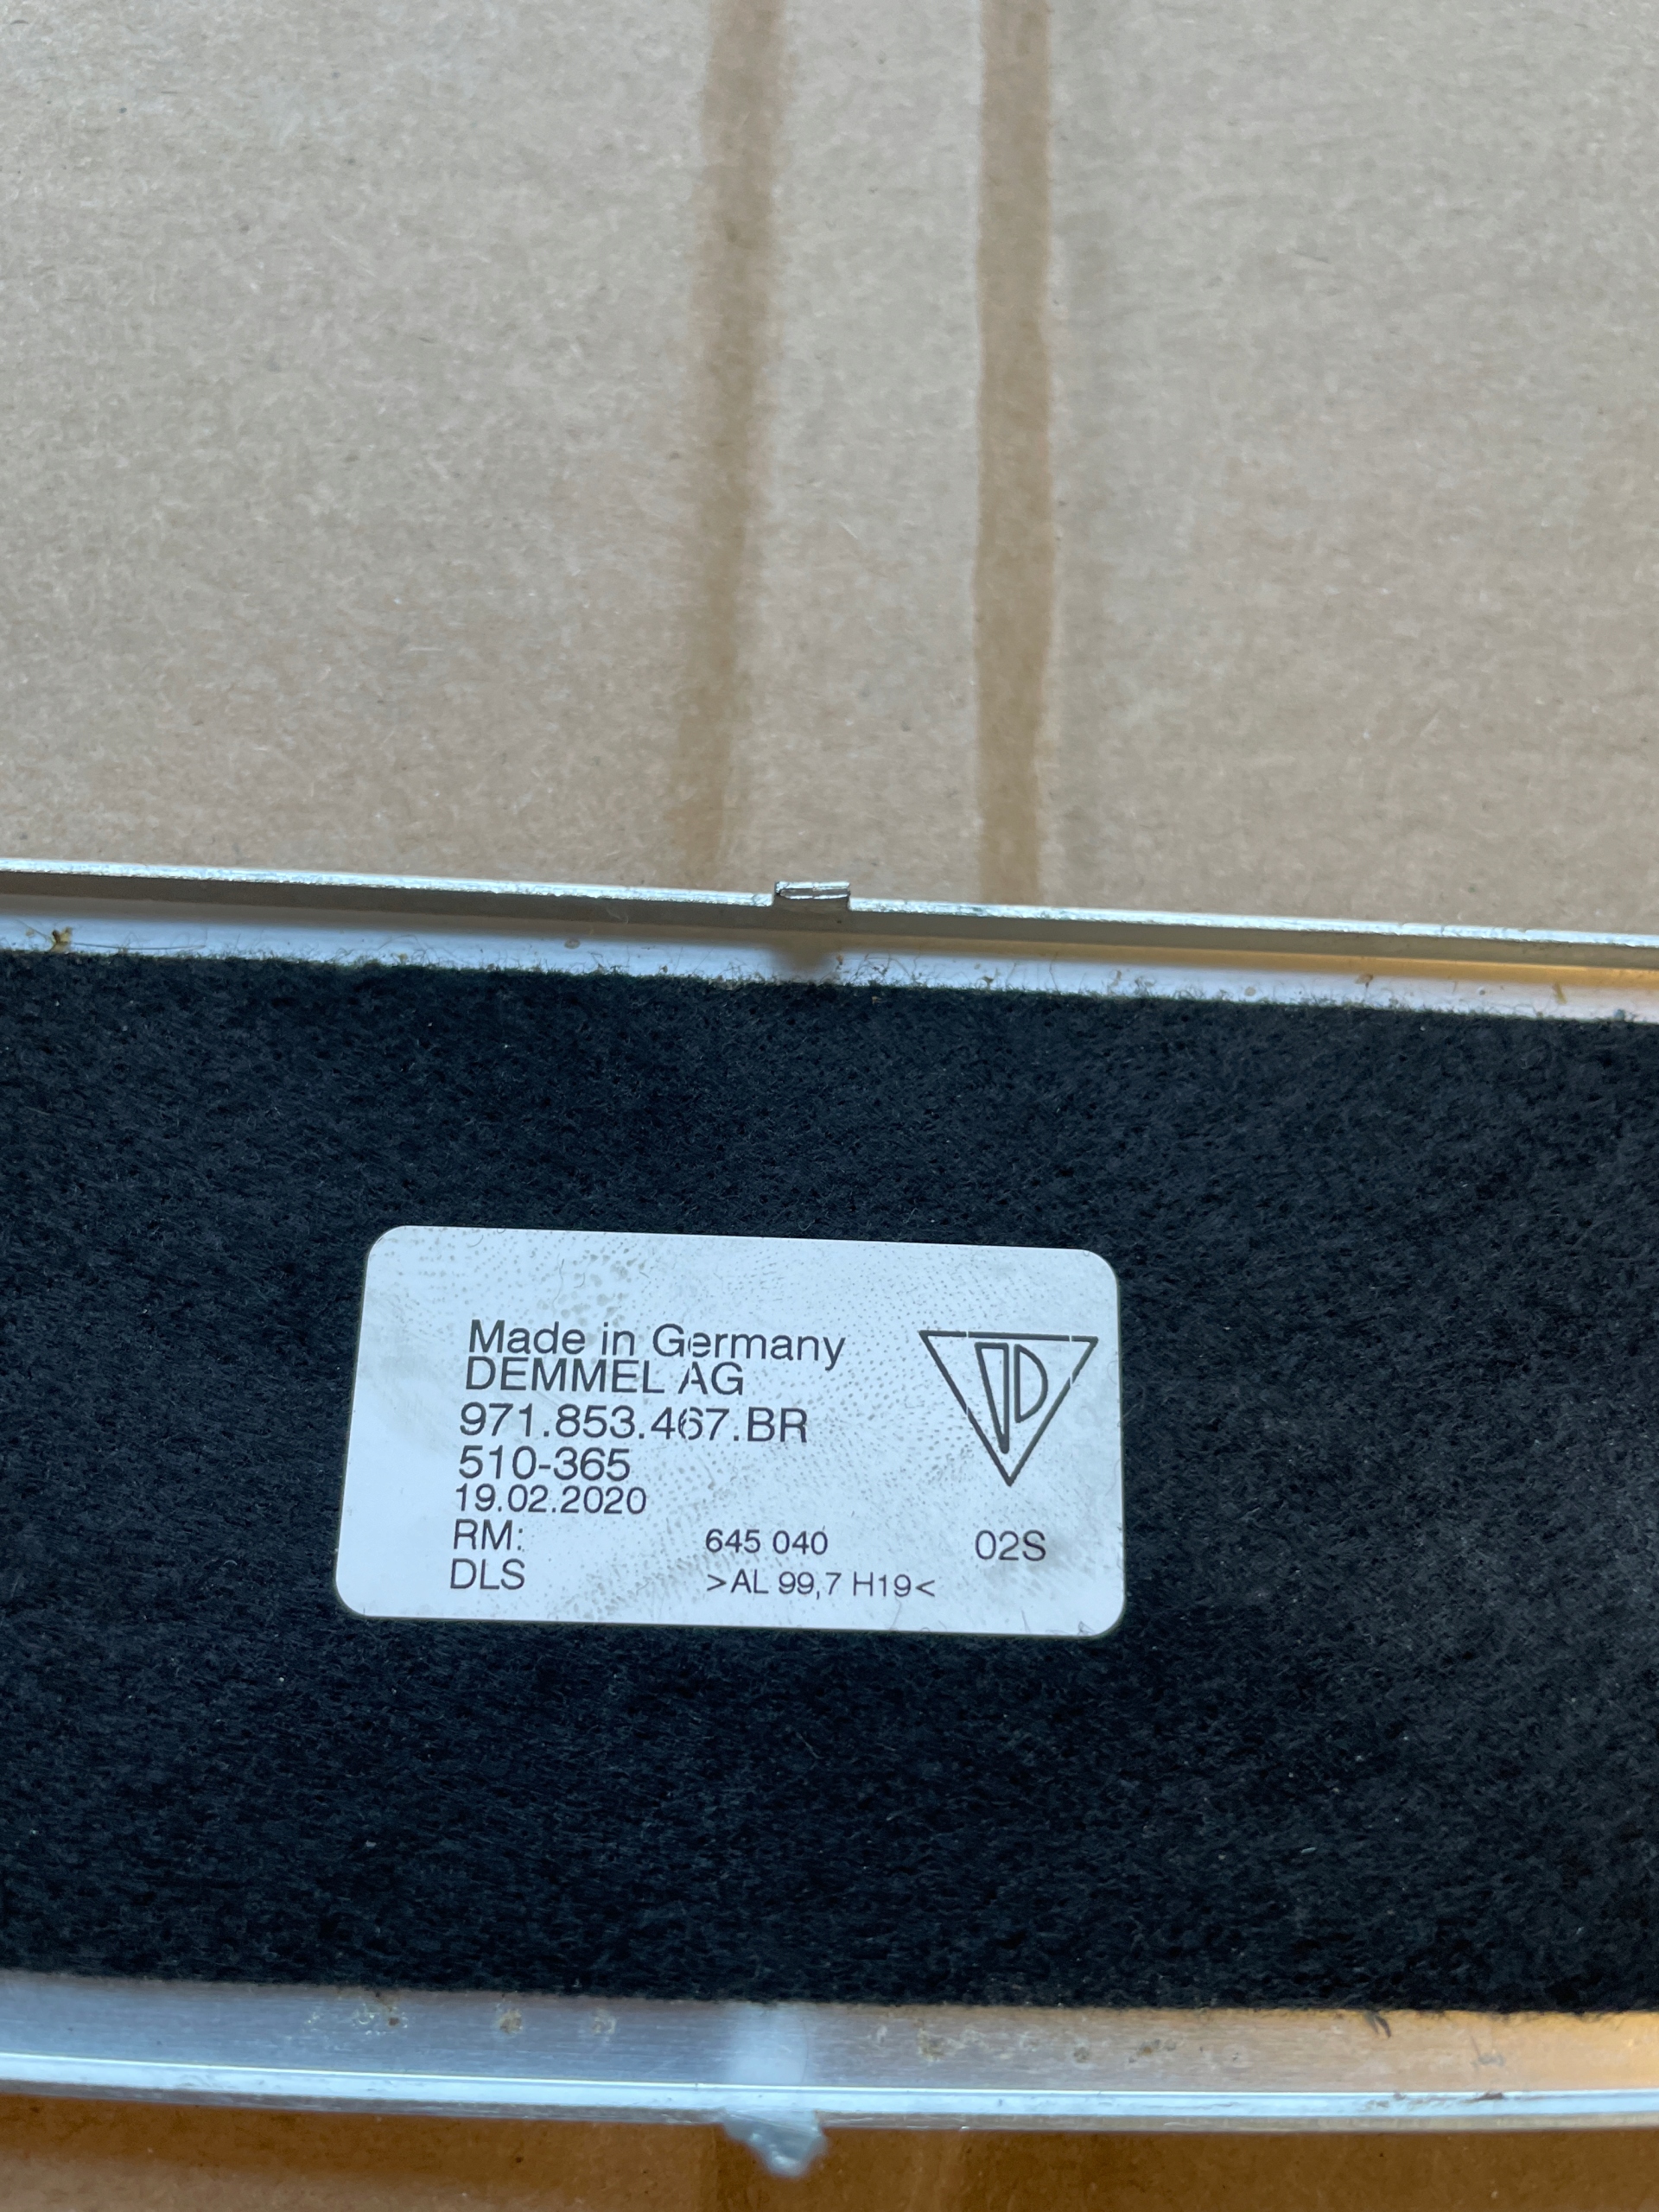 Made in Germany
DEMMEL AG
971.853.467.BR
510-365
19.02.2020
RM: 645 040 02S
DLS >AL 99,7 H19<